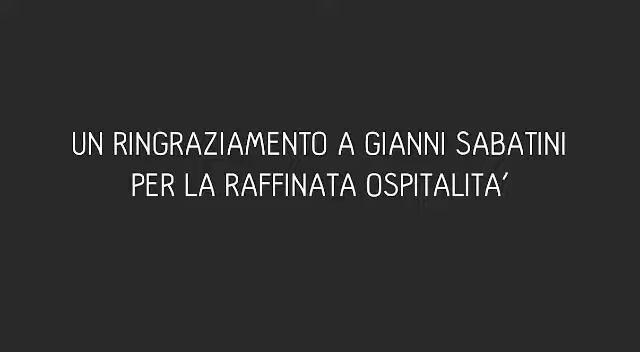 UN RINGRAZIAMENTO A GIANNI SABATINI
PER LA RAFFINATA OSPITALITA'